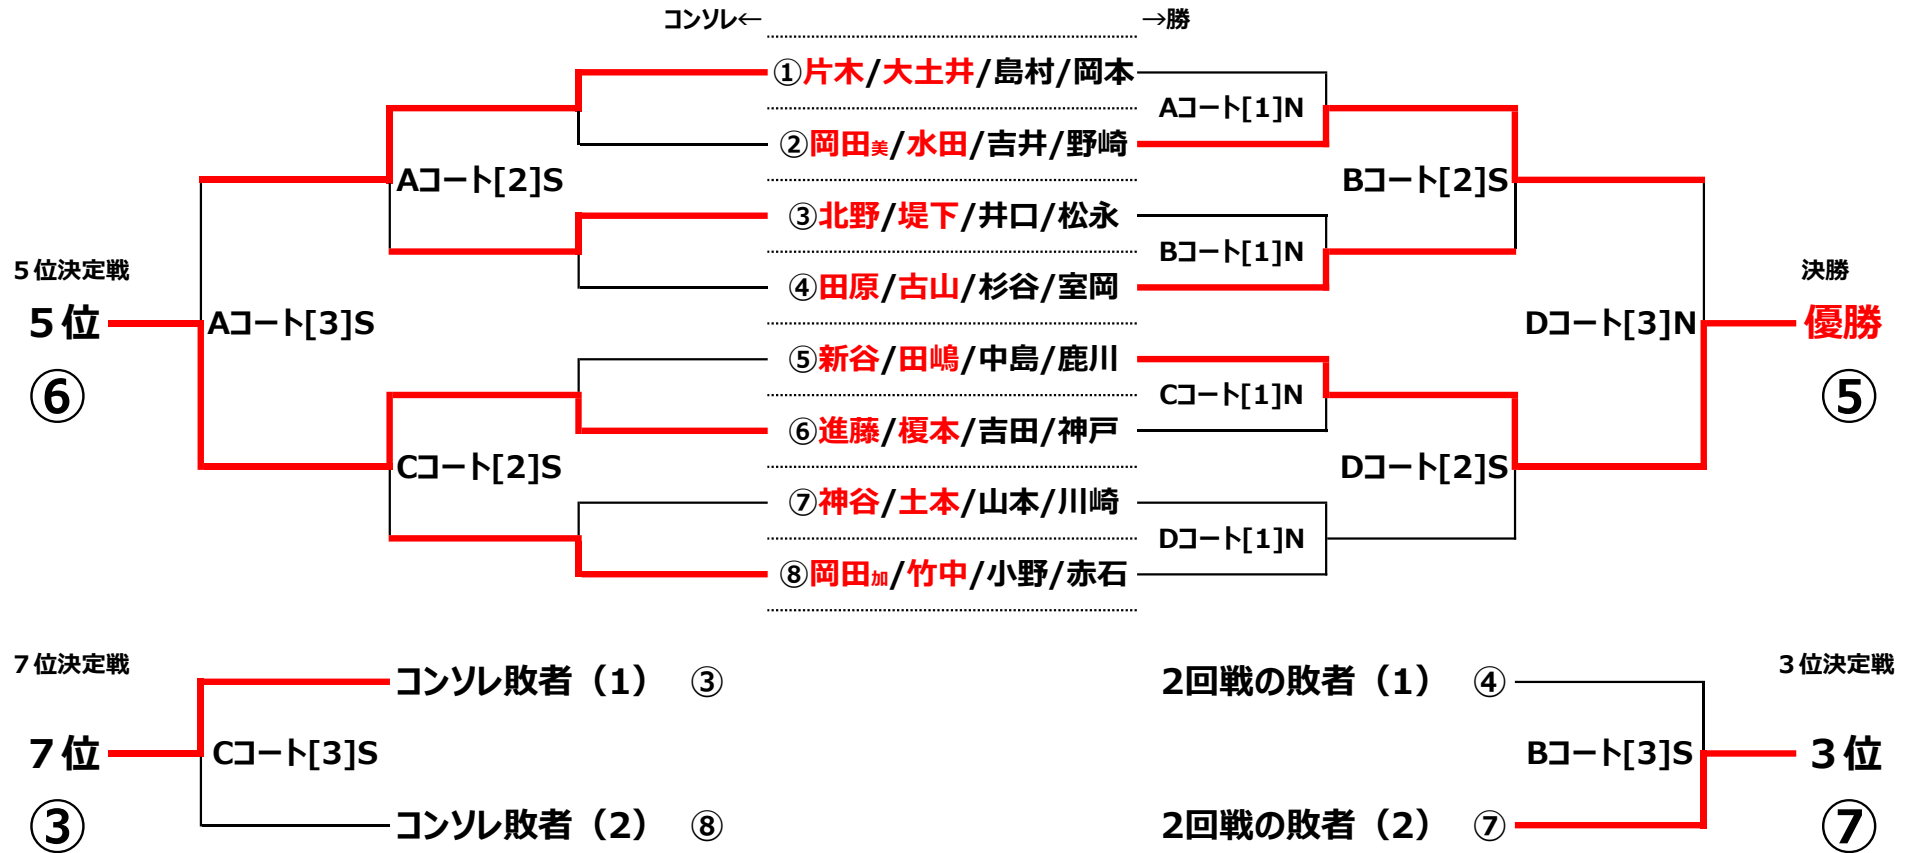 コンソレ← →勝
①片木/大土井/島村/岡本
Aコート[1]N
②岡田美/水田/吉井/野崎
Aコート[2]S
Bコート[2]S
③北野/堤下/井口/松永
Bコート[1]N
5位決定戦
決勝
④田原/古山/杉谷/室岡
5位
Aコート[3]S
Dコート[3]N
優勝
⑤新谷/田嶋/中島/鹿川
⑥
Cコート[1]N
⑤
⑥進藤/榎本/吉田/神戸
Cコート[2]S
Dコート[2]S
⑦神谷/土本/山本/川崎
Dコート[1]N
⑧岡田加/竹中/小野/赤石
7位決定戦
コンソレ敗者（1） ③
2回戦の敗者（1） ④
3位決定戦
7位
Cコート[3]S
Bコート[3]S
3位
③
コンソレ敗者（2） ⑧
2回戦の敗者（2） ⑦
⑦